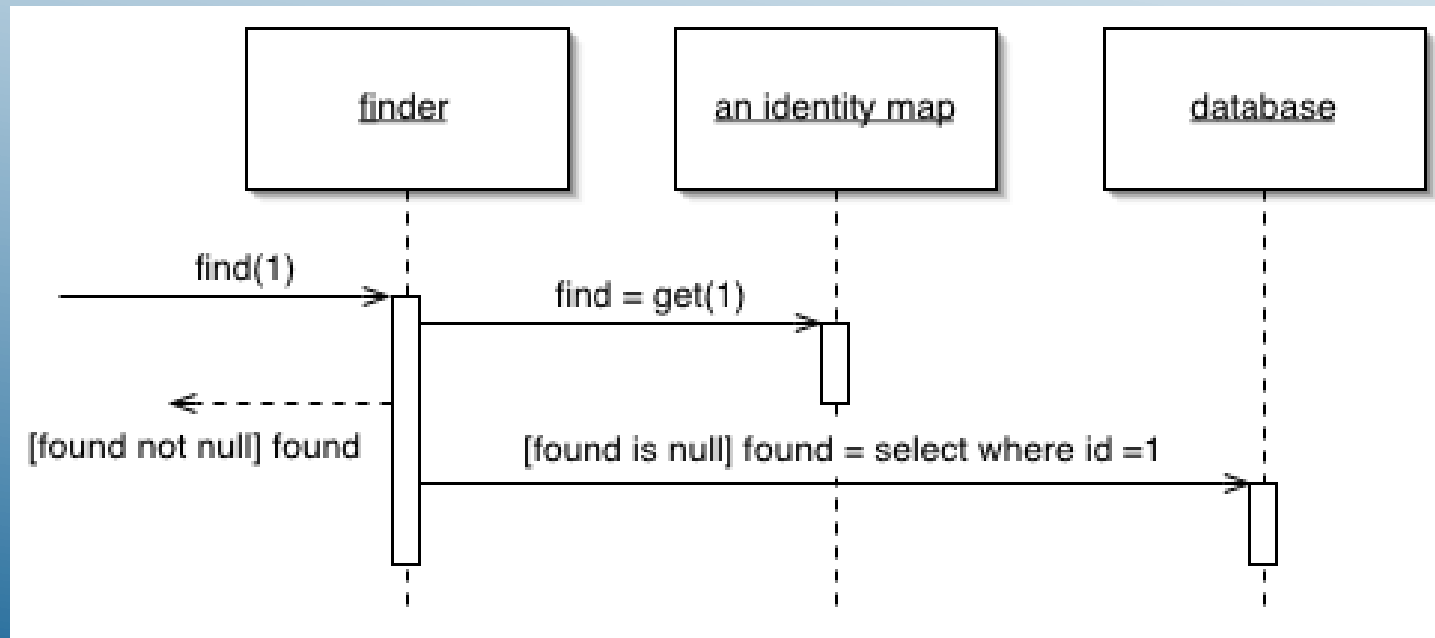 finder
an identity map
database
find(1)
find = get(1)
[found not null] found
[found is null] found = select where id =1